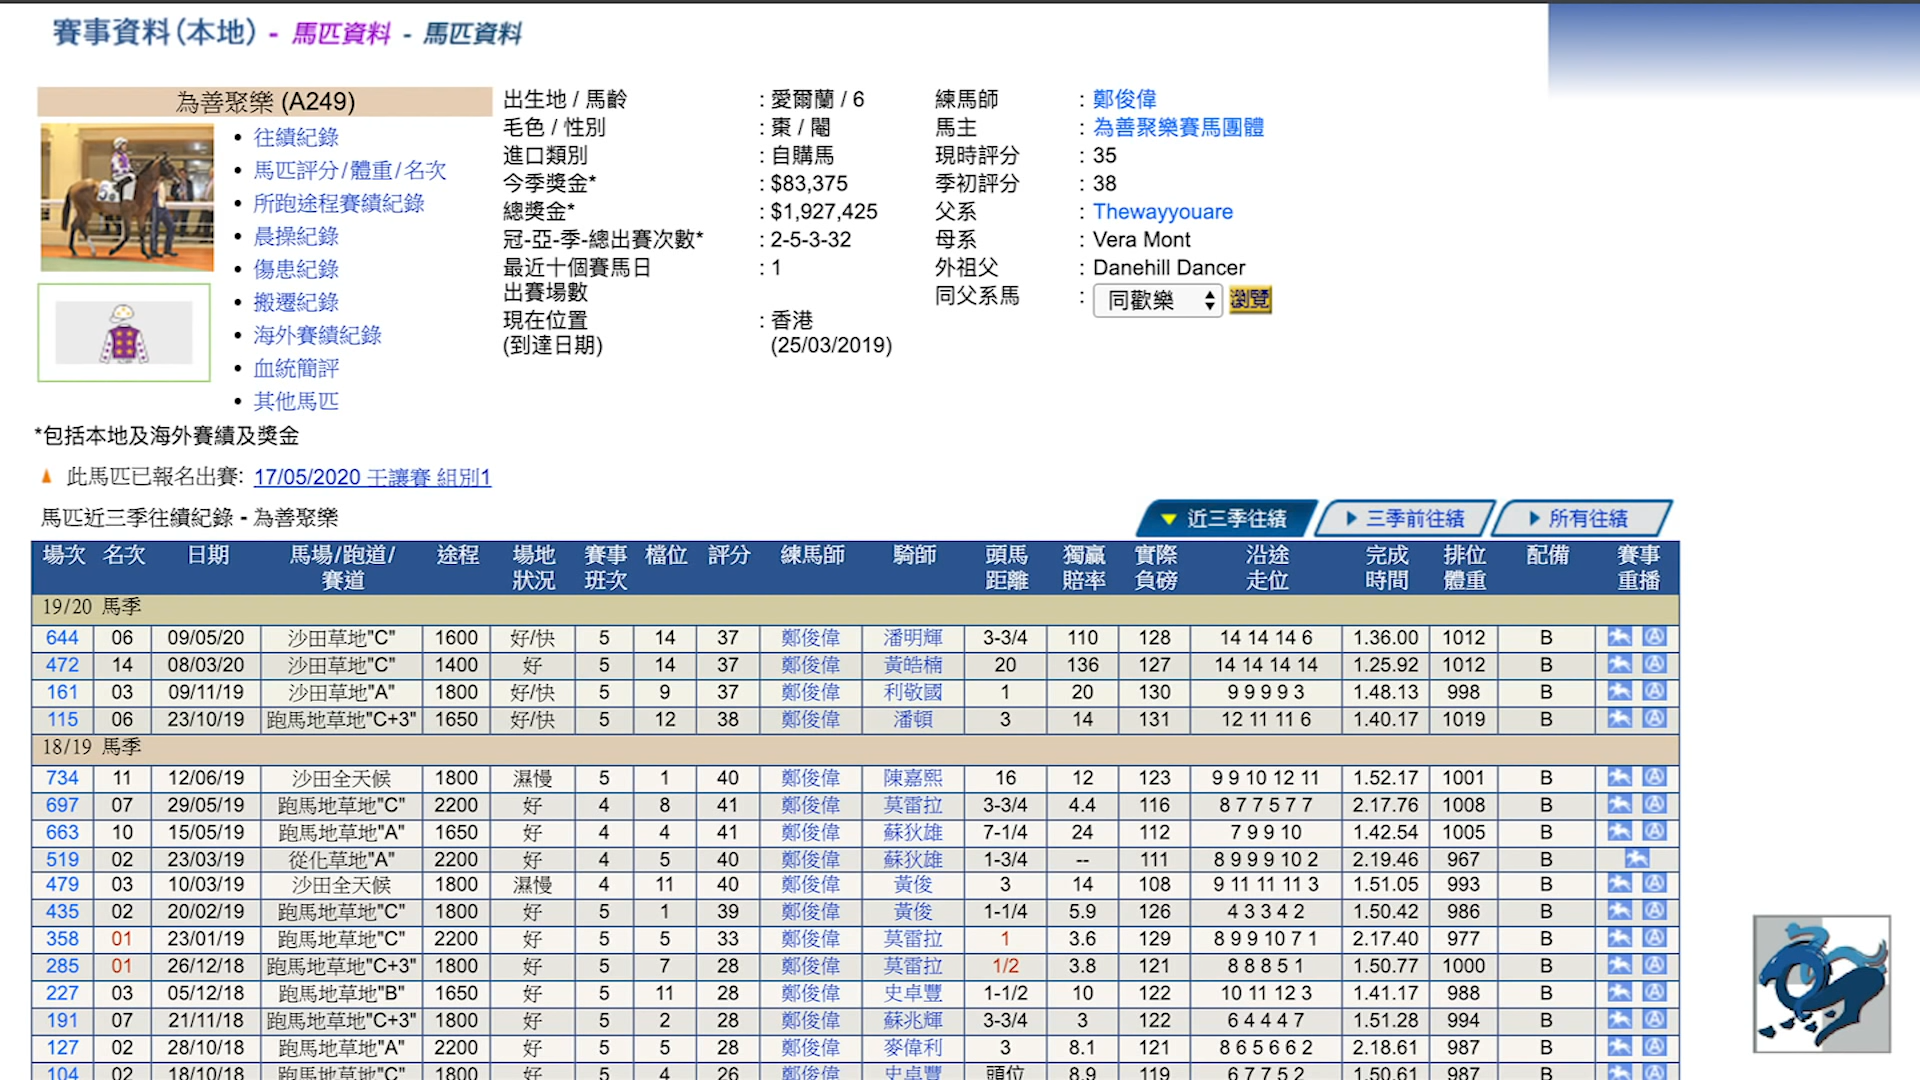 賽事資料(本地) - 馬匹資料 - 馬匹資料
為善聚樂 (A249)
往績紀錄
馬匹評分/體重/名次
所跑途程賽績紀錄
晨操紀錄
傷患紀錄
搬遷紀錄
海外賽績紀錄
血統簡評
其他馬匹
出生地 / 馬齡 : 愛爾蘭 / 6
毛色 / 性別 : 棗 / 閹
進口類別 : 自購馬
今季獎金* : $83,375
總獎金* : $1,927,425
冠-亞-季-總出賽次數* : 2-5-3-32
最近十個賽馬日 : 1
出賽場數
現在位置 : 香港
(到達日期) (25/03/2019)
練馬師 : 鄭俊偉
馬主 : 為善聚樂賽馬團體
現時評分 : 35
季初評分 : 38
父系 : Thewayyouare
母系 : Vera Mont
外祖父 : Danehill Dancer
同父系馬 : 同歡樂 瀏覽
*包括本地及海外賽績及獎金
此馬匹已報名出賽: 17/05/2020 王讓賽 組別1
馬匹近三季往績紀錄 - 為善聚樂
近三季往績 三季前往績 所有往績
場次 名次 日期 馬場/跑道/ 途程 場地 賽事 檔位 評分 練馬師 騎師 頭馬 獨贏 實際 沿途 完成 排位 配備 賽事
賽道 狀況 班次 距離 賠率 負磅 走位 時間 體重 重播
19/20 馬季
644 06 09/05/20 沙田草地"C" 1600 好/快 5 14 37 鄭俊偉 潘明輝 3-3/4 110 128 14 14 14 6 1.36.00 1012 B
472 14 08/03/20 沙田草地"C" 1400 好 5 14 37 鄭俊偉 黃皓楠 20 136 127 14 14 14 14 1.25.92 1012 B
161 03 09/11/19 沙田草地"A" 1800 好/快 5 9 37 鄭俊偉 利敬國 1 20 130 9 9 9 9 3 1.48.13 998 B
115 06 23/10/19 跑馬地草地"C+3" 1650 好/快 5 12 38 鄭俊偉 潘頓 3 14 131 12 11 11 6 1.40.17 1019 B
18/19 馬季
734 11 12/06/19 沙田全天候 1800 濕慢 5 1 40 鄭俊偉 陳嘉熙 16 12 123 9 9 10 12 11 1.52.17 1001 B
697 07 29/05/19 跑馬地草地"C" 2200 好 4 8 41 鄭俊偉 莫雷拉 3-3/4 4.4 116 8 7 7 5 7 7 2.17.76 1008 B
663 10 15/05/19 跑馬地草地"A" 1650 好 4 4 41 鄭俊偉 蘇狄雄 7-1/4 24 112 7 9 9 10 1.42.54 1005 B
519 02 23/03/19 從化草地"A" 2200 好 4 5 40 鄭俊偉 蘇狄雄 1-3/4 -- 111 8 9 9 9 10 2 2.19.46 967 B
479 03 10/03/19 沙田全天候 1800 濕慢 4 11 40 鄭俊偉 黃俊 3 14 108 9 11 11 11 3 1.51.05 993 B
435 02 20/02/19 跑馬地草地"C" 1800 好 5 1 39 鄭俊偉 黃俊 1-1/4 5.9 126 4 3 3 4 2 1.50.42 986 B
358 01 23/01/19 跑馬地草地"C" 2200 好 5 5 33 鄭俊偉 莫雷拉 1 3.6 129 8 9 9 10 7 1 2.17.40 977 B
285 01 26/12/18 跑馬地草地"C+3" 1800 好 5 7 28 鄭俊偉 莫雷拉 1/2 3.8 121 8 8 8 5 1 1.50.77 1000 B
227 03 05/12/18 跑馬地草地"B" 1650 好 5 11 28 鄭俊偉 史卓豐 1-1/2 10 122 10 11 12 3 1.41.17 988 B
191 07 21/11/18 跑馬地草地"C+3" 1800 好 5 2 28 鄭俊偉 蘇兆輝 3-3/4 3 122 6 4 4 4 7 1.51.28 994 B
127 02 28/10/18 跑馬地草地"A" 2200 好 5 5 28 鄭俊偉 麥偉利 3 8.1 121 8 6 5 6 6 2 2.18.61 987 B
104 02 18/10/18 跑馬地草地"C" 1800 好 5 4 26 鄭俊偉 史卓豐 頭位 8.9 119 6 7 7 5 2 1.50.61 987 B